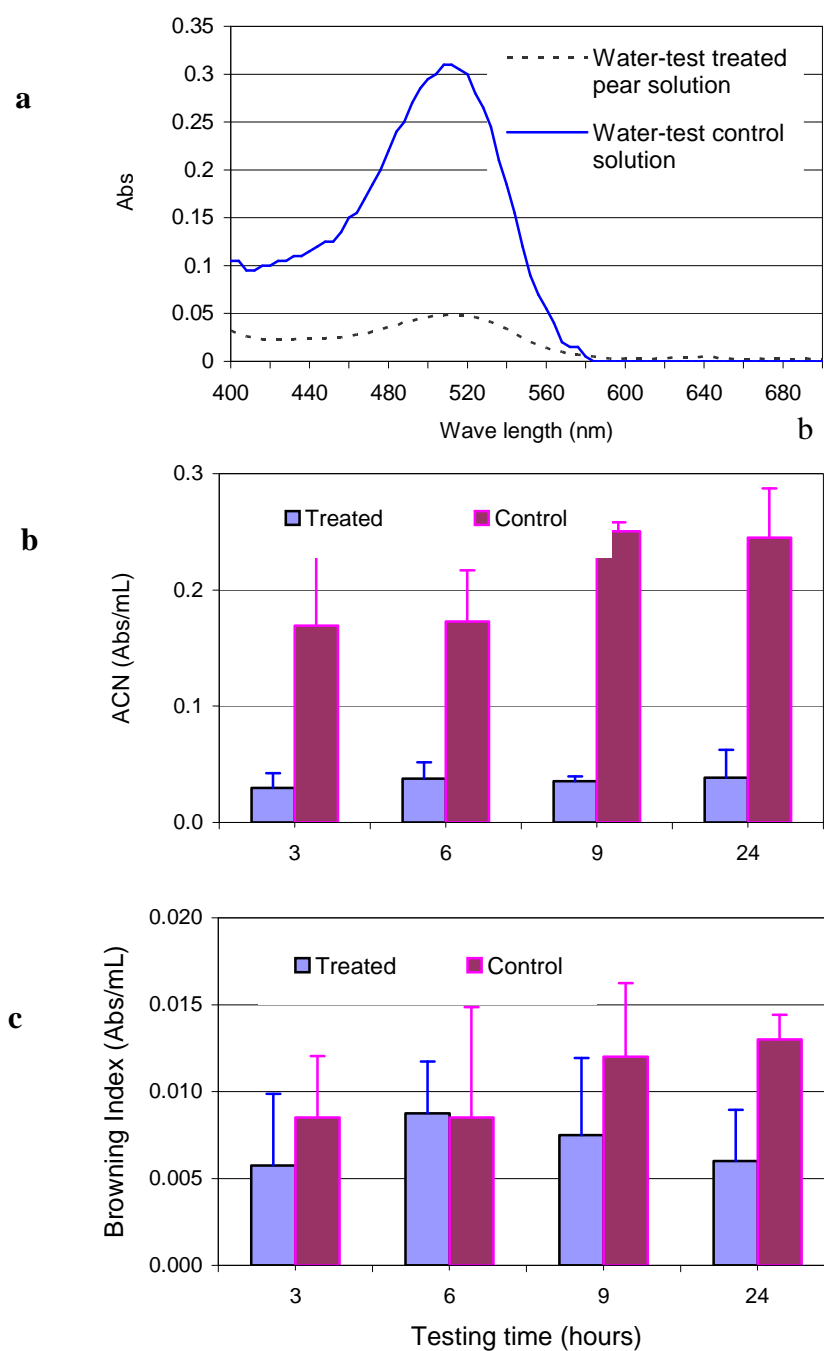 a
0.35
0.3
0.25
0.2
0.15
0.1
0.05
0
Abs
Water-test treated
pear solution
Water-test control
solution
400 440 480 520 560 600 640 680
Wave length (nm)
b
b
0.3
0.2
0.1
0.0
ACN (Abs/mL)
Treated Control
3 6 9 24
c
0.020
0.015
0.010
0.005
0.000
Browning Index (Abs/mL)
Treated Control
3 6 9 24
Testing time (hours)